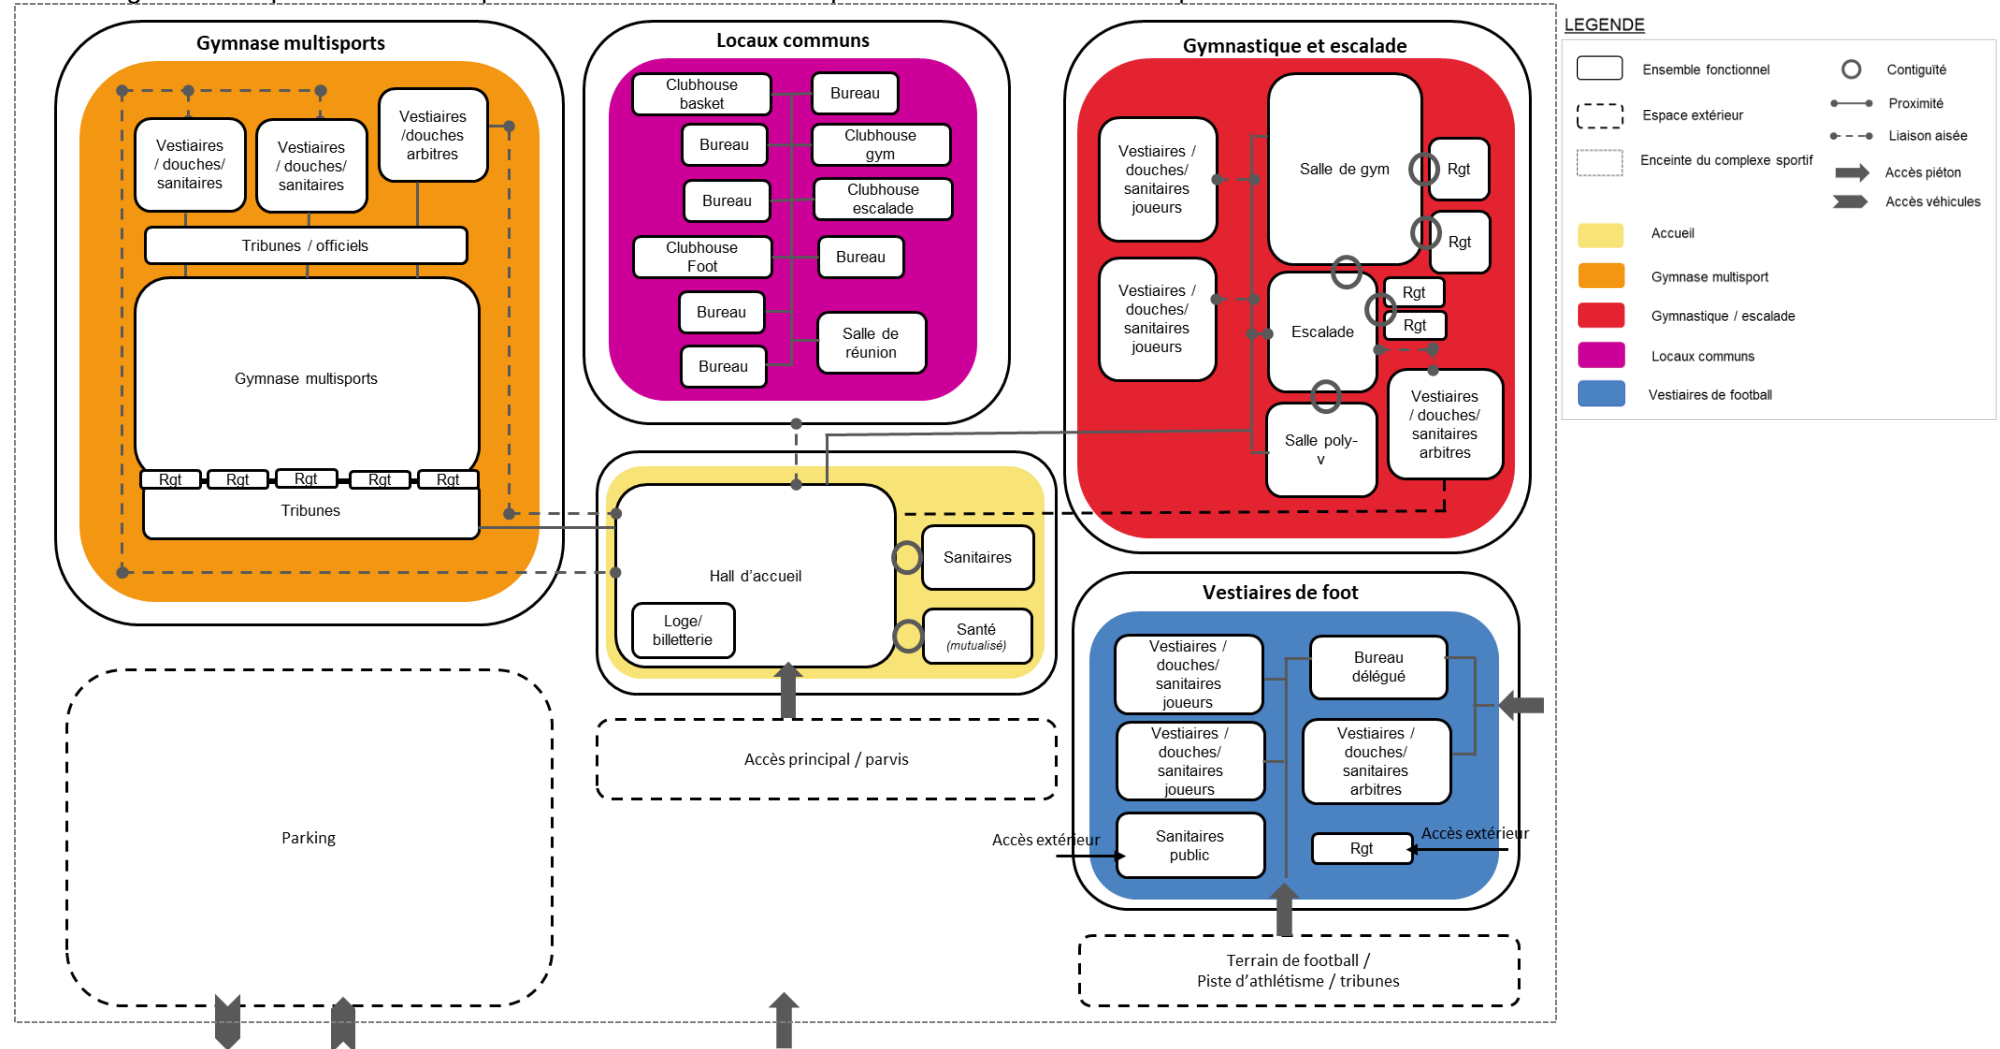 Gymnase multisports
Vestiaires
/ douches/
sanitaires
Vestiaires
/ douches/
sanitaires
Vestiaires
/douches
arbitres
Tribunes / officiels
Gymnase multisports
Rgt
Rgt
Rgt
Rgt
Rgt
Tribunes
Locaux communs
Clubhouse
basket
Bureau
Bureau
Clubhouse
gym
Bureau
Clubhouse
escalade
Clubhouse
Foot
Bureau
Bureau
Salle de
réunion
Bureau
Gymnastique et escalade
Vestiaires /
douches/
sanitaires
joueurs
Salle de gym
Rgt
Rgt
Vestiaires /
douches/
sanitaires
joueurs
Escalade
Rgt
Rgt
Salle poly-
v
Vestiaires
/ douches/
sanitaires
arbitres
Hall d'accueil
Loge/
billetterie
Sanitaires
Santé
(mutualisé)
Accès principal / parvis
Parking
Vestiaires de foot
Vestiaires /
douches/
sanitaires
joueurs
Bureau
délégué
Vestiaires /
douches/
sanitaires
joueurs
Vestiaires /
douches/
sanitaires
arbitres
Accès extérieur
Sanitaires
public
Rgt
Accès extérieur
Terrain de football /
Piste d'athlétisme / tribunes
LEGENDE
Ensemble fonctionnel
Contiguïté
Espace extérieur
Proximité
Liaison aisée
Enceinte du complexe sportif
Accès piéton
Accès véhicules
Accueil
Gymnase multisport
Gymnastique / escalade
Locaux communs
Vestiaires de football